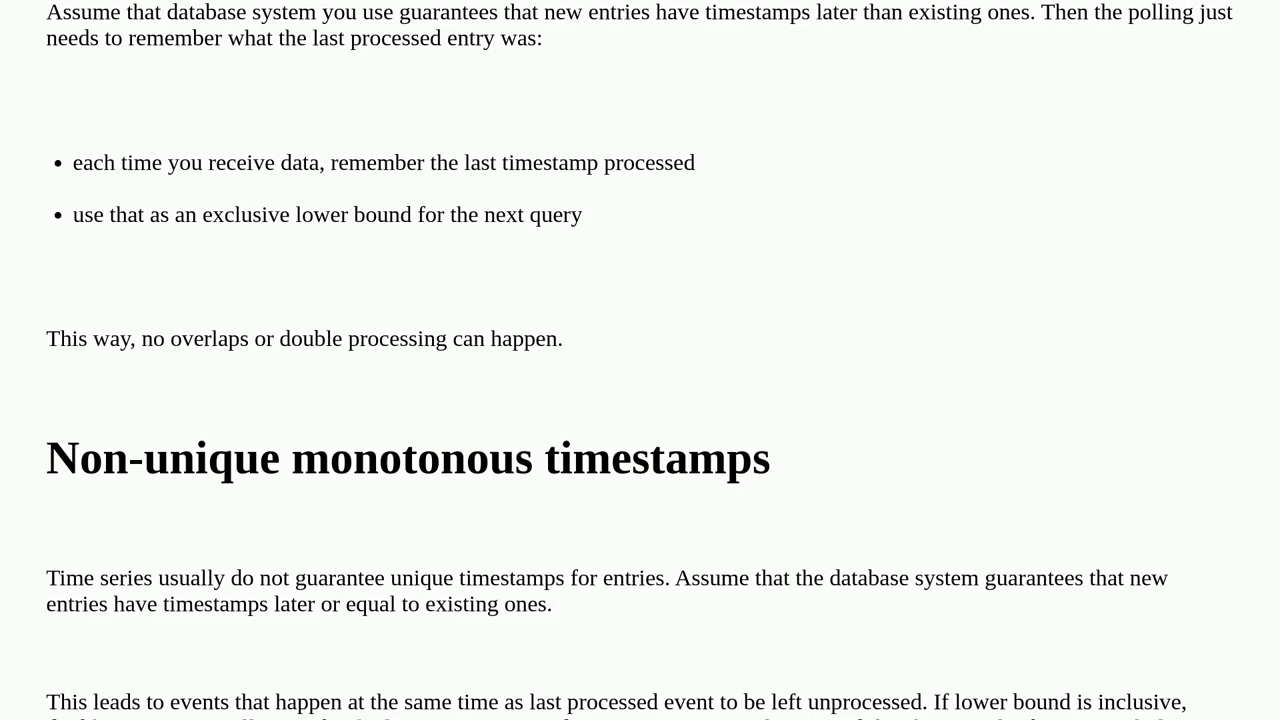 Assume that database system you use guarantees that new entries have timestamps later than existing ones. Then the polling just
needs to remember what the last processed entry was:
• each time you receive data, remember the last timestamp processed
• use that as an exclusive lower bound for the next query
This way, no overlaps or double processing can happen.
Non-unique monotonous timestamps
Time series usually do not guarantee unique timestamps for entries. Assume that the database system guarantees that new
entries have timestamps later or equal to existing ones.
This leads to events that happen at the same time as last processed event to be left unprocessed. If lower bound is inclusive,